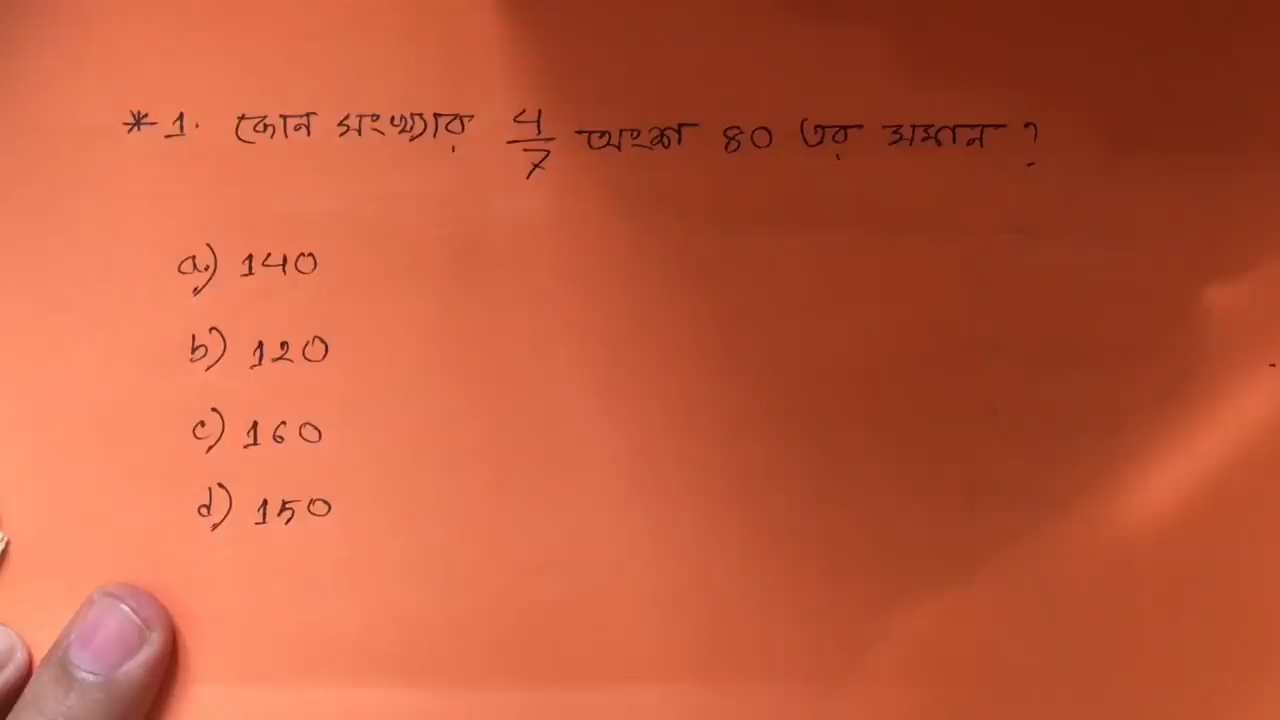 * 1. কোন সংখ্যার 4/7 অংশ 80 এর সমান ?
a) 140
b) 120
c) 160
d) 150